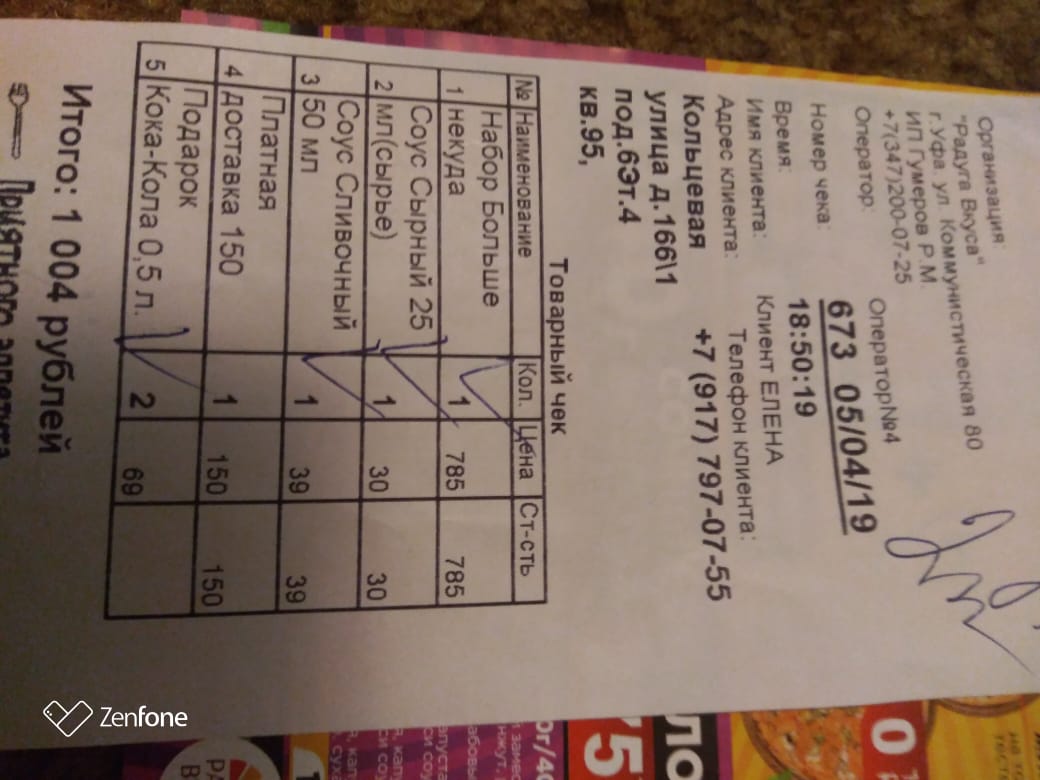 Организация:
"Радуга Вкуса"
г.Уфа. ул. Коммунистическая 80
ИП Гумеров Р.М
+7(347)200-07-25
Оператор: Оператор№4
Номер чека: 673 05/04/19
Время: 18:50:19
Имя клиента: Клиент ЕЛЕНА
Адрес клиента: Телефон клиента:
Кольцевая +7 (917) 797-07-55
улица д.166\1
под.6Эт.4
кв.95,
Товарный чек
№ Наименование Кол. Цена Ст-сть
Набор Больше
1 некуда 1 785 785
Соус Сырный 25
2 мл(сырье) 1 30 30
Соус Сливочный
3 50 мл 1 39 39
Платная
4 доставка 150 1 150 150
Подарок
5 Кока-Кола 0,5 л. 2 69
Итого: 1 004 рублей
Приятного аппетита
Zenfone